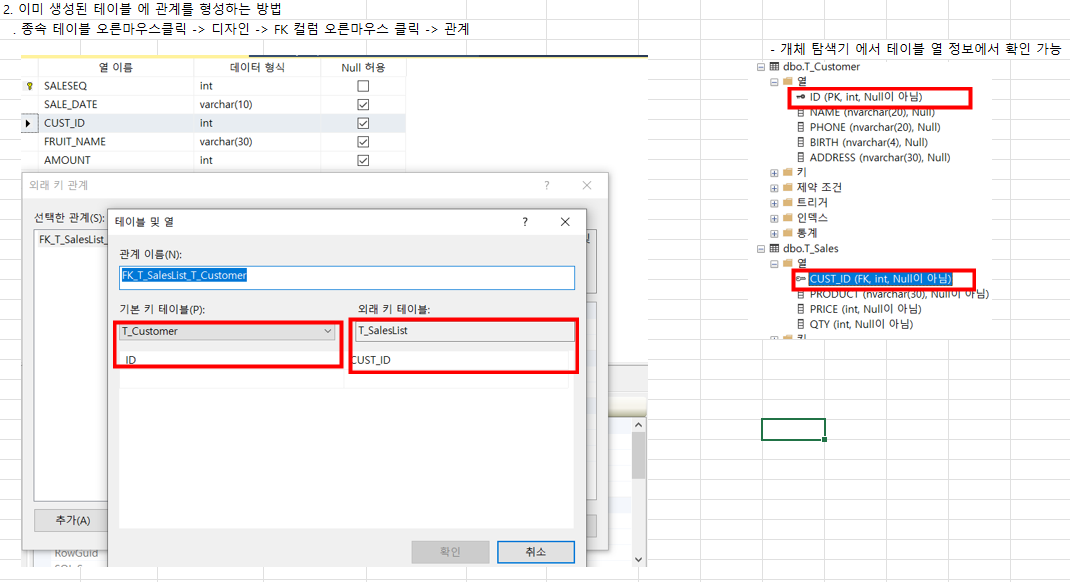 2. 이미 생성된 테이블 에 관계를 형성하는 방법
. 종속 테이블 오른마우스클릭 -> 디자인 -> FK 컬럼 오른마우스 클릭 -> 관계
열 이름 데이터 형식 Null 허용
SALESEQ int
SALE_DATE varchar(10)
CUST_ID int
FRUIT_NAME varchar(30)
AMOUNT int
외래 키 관계 ?
선택한 관계(S):
FK_T_SalesList_
테이블 및 열 ?
관계 이름(N):
FK_T_SalesList_T_Customer
기본 키 테이블(P): 외래 키 테이블:
T_Customer T_SalesList
ID CUST_ID
추가(A)
확인 취소
RowGuid
- 개체 탐색기 에서 테이블 열 정보에서 확인 가능
dbo.T_Customer
열
ID (PK, int, Null이 아님)
NAME (nvarchar(20), Null)
PHONE (nvarchar(20), Null)
BIRTH (nvarchar(4), Null)
ADDRESS (nvarchar(30), Null)
키
제약 조건
트리거
인덱스
통계
dbo.T_Sales
열
CUST_ID (FK, int, Null이 아님)
PRODUCT (nvarchar(30), Null이 아님)
PRICE (int, Null이 아님)
QTY (int, Null이 아님)
키